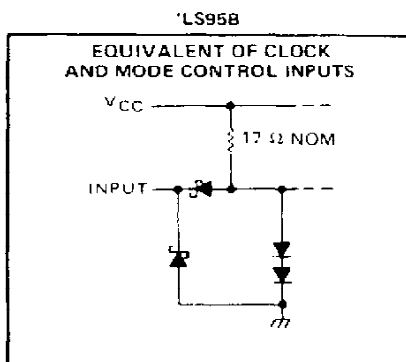 'LS95B
EQUIVALENT OF CLOCK
AND MODE CONTROL INPUTS
VCC
17 Ω NOM
INPUT